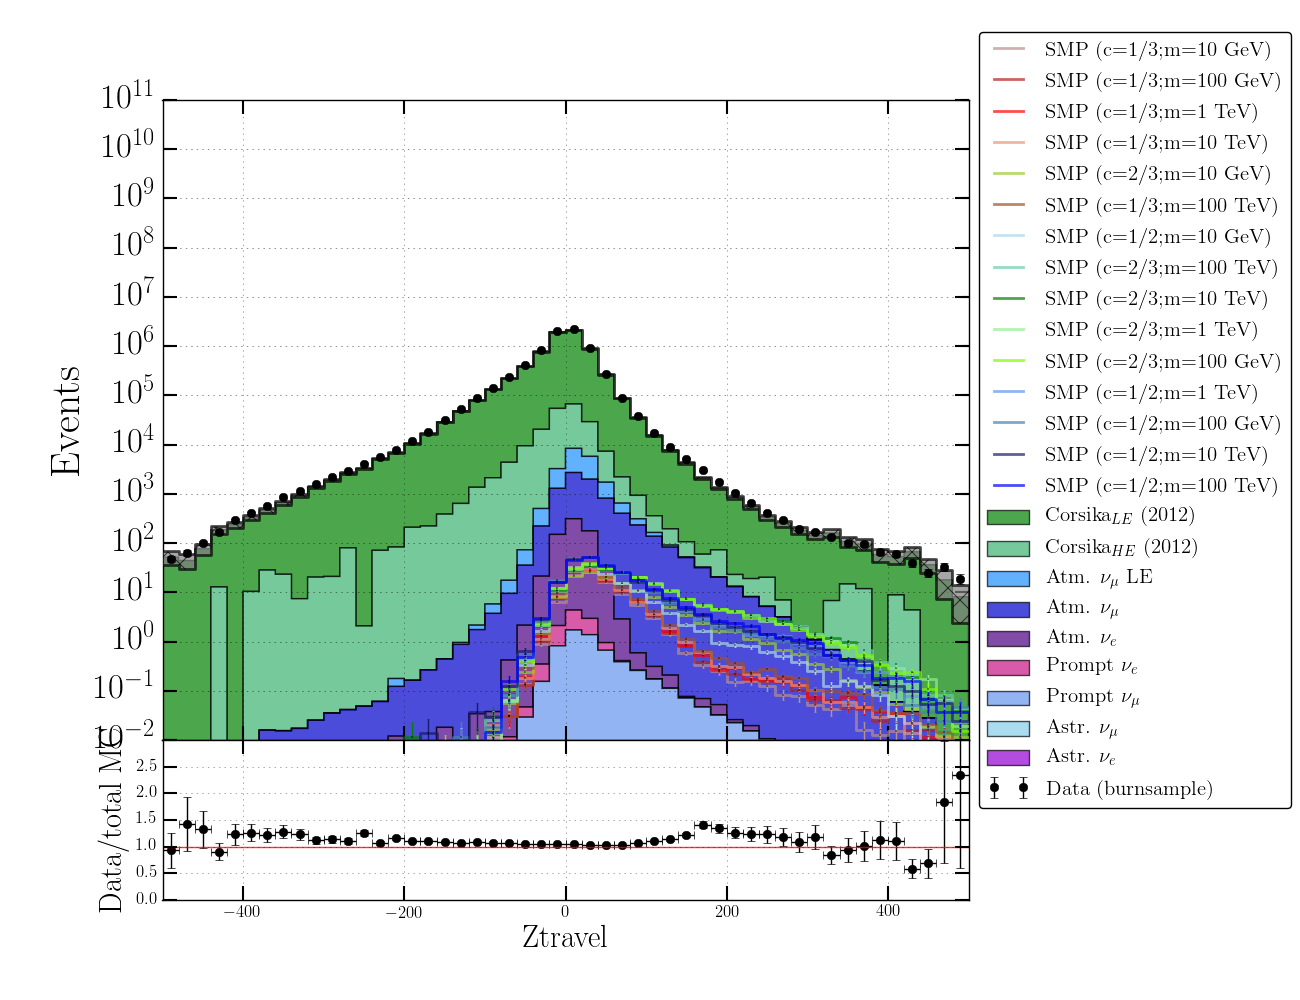 10^11
10^10
10^9
10^8
10^7
10^6
10^5
10^4
10^3
10^2
10^1
10^0
10^−1
10^−2
Events
2.5
2.0
1.5
1.0
0.5
0.0
Data/total MC
−400
−200
0
200
400
Ztravel
SMP (c=1/3;m=10 GeV)
SMP (c=1/3;m=100 GeV)
SMP (c=1/3;m=1 TeV)
SMP (c=1/3;m=10 TeV)
SMP (c=2/3;m=10 GeV)
SMP (c=1/3;m=100 TeV)
SMP (c=1/2;m=10 GeV)
SMP (c=2/3;m=100 TeV)
SMP (c=2/3;m=10 TeV)
SMP (c=2/3;m=1 TeV)
SMP (c=2/3;m=100 GeV)
SMP (c=1/2;m=1 TeV)
SMP (c=1/2;m=100 GeV)
SMP (c=1/2;m=10 TeV)
SMP (c=1/2;m=100 TeV)
Corsika_LE (2012)
Corsika_HE (2012)
Atm. ν_μ LE
Atm. ν_μ
Atm. ν_e
Prompt ν_e
Prompt ν_μ
Astr. ν_μ
Astr. ν_e
Data (burnsample)